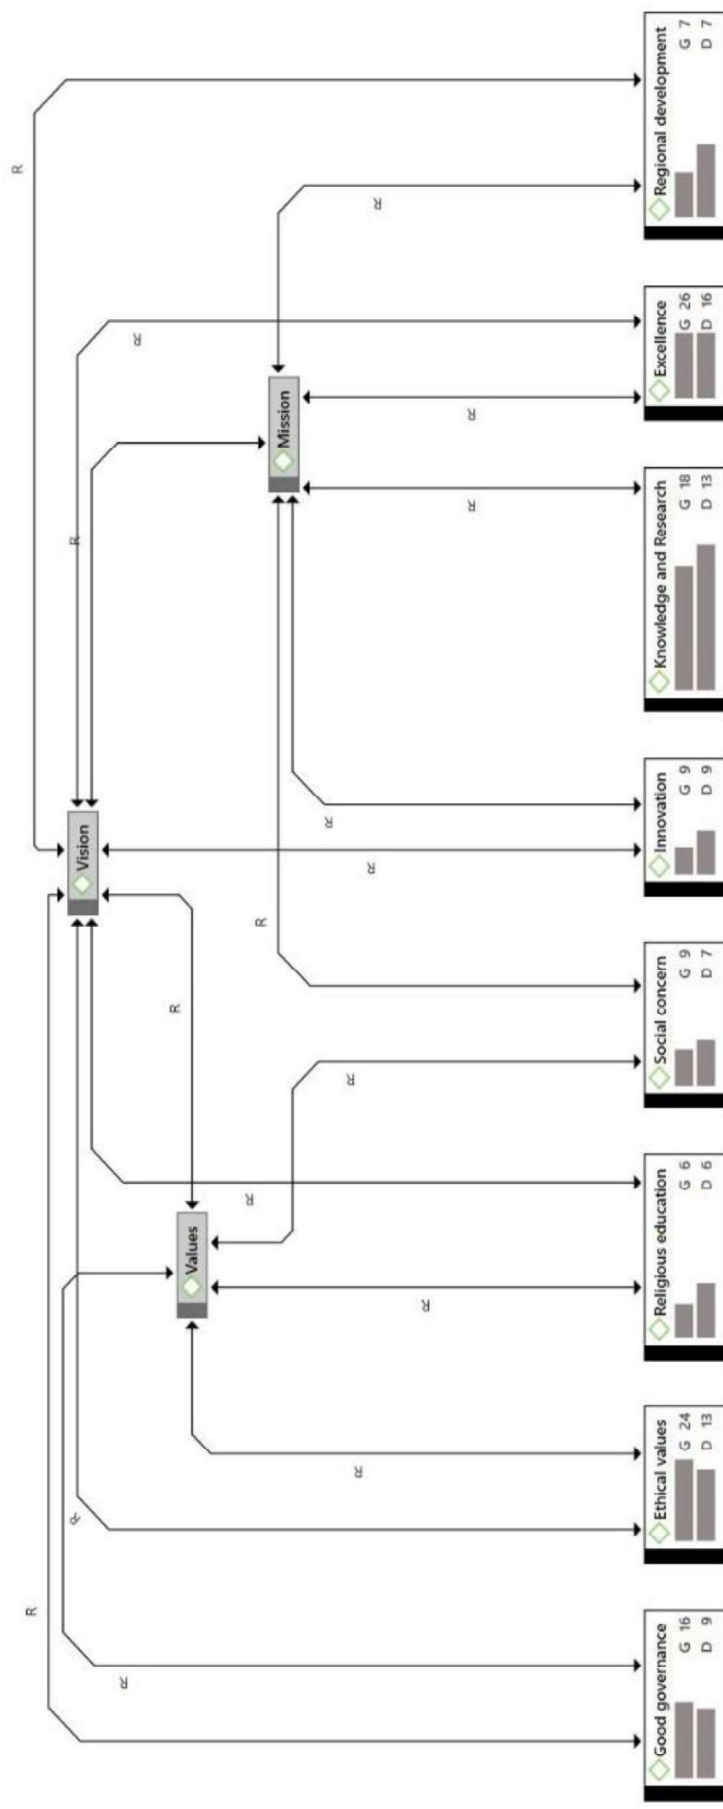 R
Vision
R
R
R
R
R
R
R
Mission
Values
R
R
R
R
R
R
R
R
R
R
Good governance
G 16
D 9
Ethical values
G 24
D 13
Religious education
G 6
D 6
Social concern
G 9
D 7
Innovation
G 9
D 9
Knowledge and Research
G 18
D 13
Excellence
G 26
D 16
Regional development
G 7
D 7